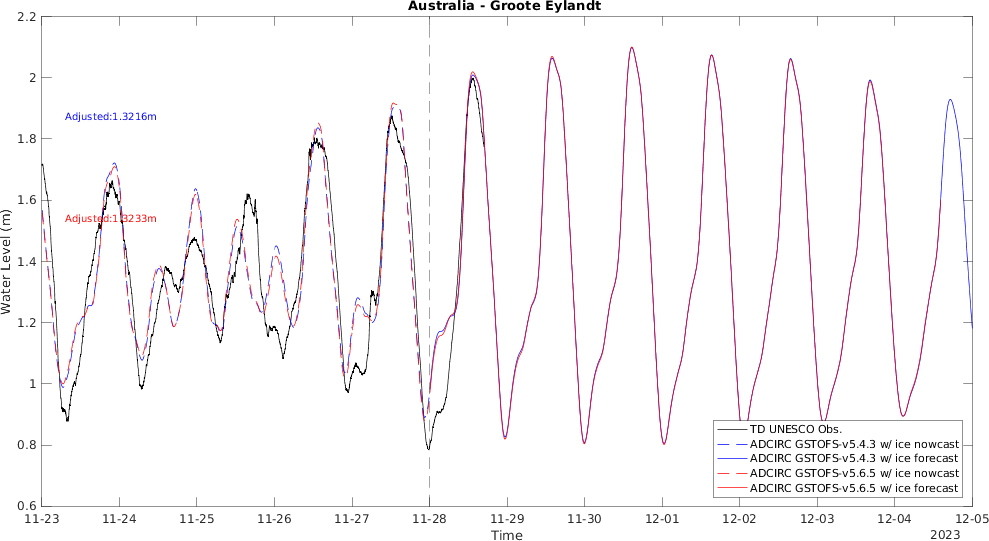 Australia - Groote Eylandt
2.2
2
1.8
1.6
1.4
1.2
1
0.8
0.6
Water Level (m)
Adjusted:1.3216m
Adjusted:1.3233m
TD UNESCO Obs.
ADCIRC GSTOFS-v5.4.3 w/ ice nowcast
ADCIRC GSTOFS-v5.4.3 w/ ice forecast
ADCIRC GSTOFS-v5.6.5 w/ ice nowcast
ADCIRC GSTOFS-v5.6.5 w/ ice forecast
11-23 11-24 11-25 11-26 11-27 11-28 11-29 11-30 12-01 12-02 12-03 12-04 12-05
Time
2023